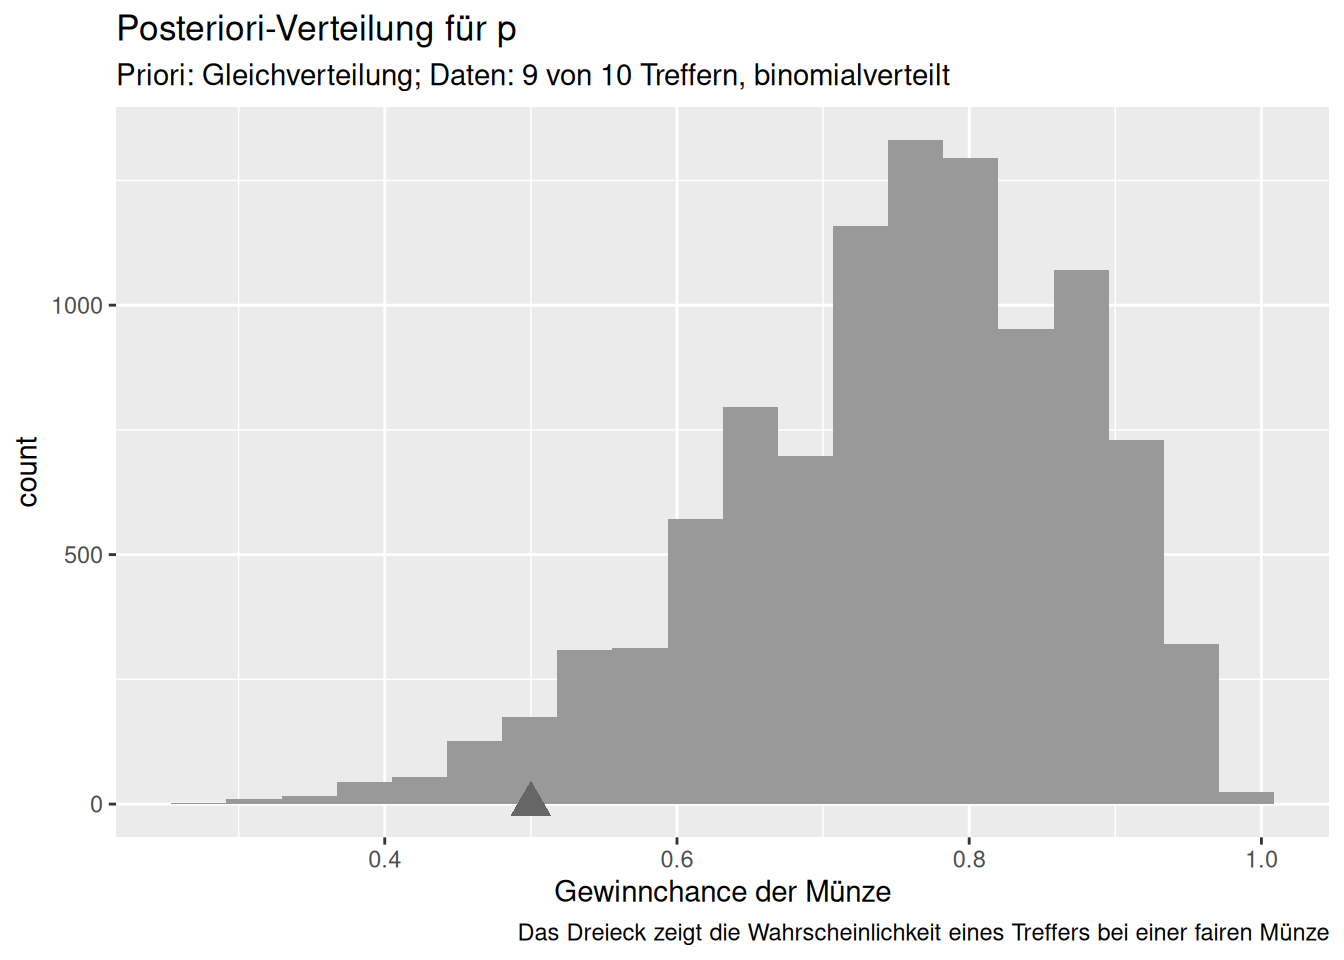 Posteriori-Verteilung für p
Priori: Gleichverteilung; Daten: 9 von 10 Treffern, binomialverteilt
count
1000
500
0
0.4 0.6 0.8 1.0
Gewinnchance der Münze
Das Dreieck zeigt die Wahrscheinlichkeit eines Treffers bei einer fairen Münze